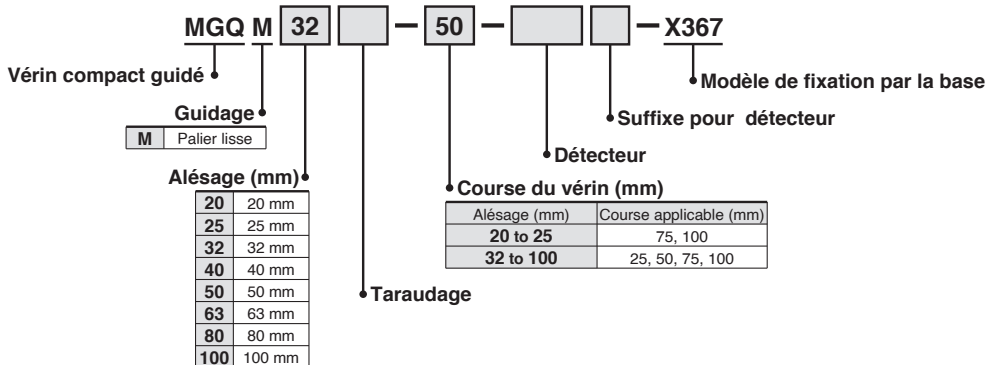 MGQ M 32 — 50 — — X367
Vérin compact guidé
Modèle de fixation par la base
Guidage
M Palier lisse
Suffixe pour détecteur
Détecteur
Alésage (mm)
20 20 mm
25 25 mm
32 32 mm
40 40 mm
50 50 mm
63 63 mm
80 80 mm
100 100 mm
Course du vérin (mm)
Alésage (mm) Course applicable (mm)
20 to 25 75, 100
32 to 100 25, 50, 75, 100
Taraudage